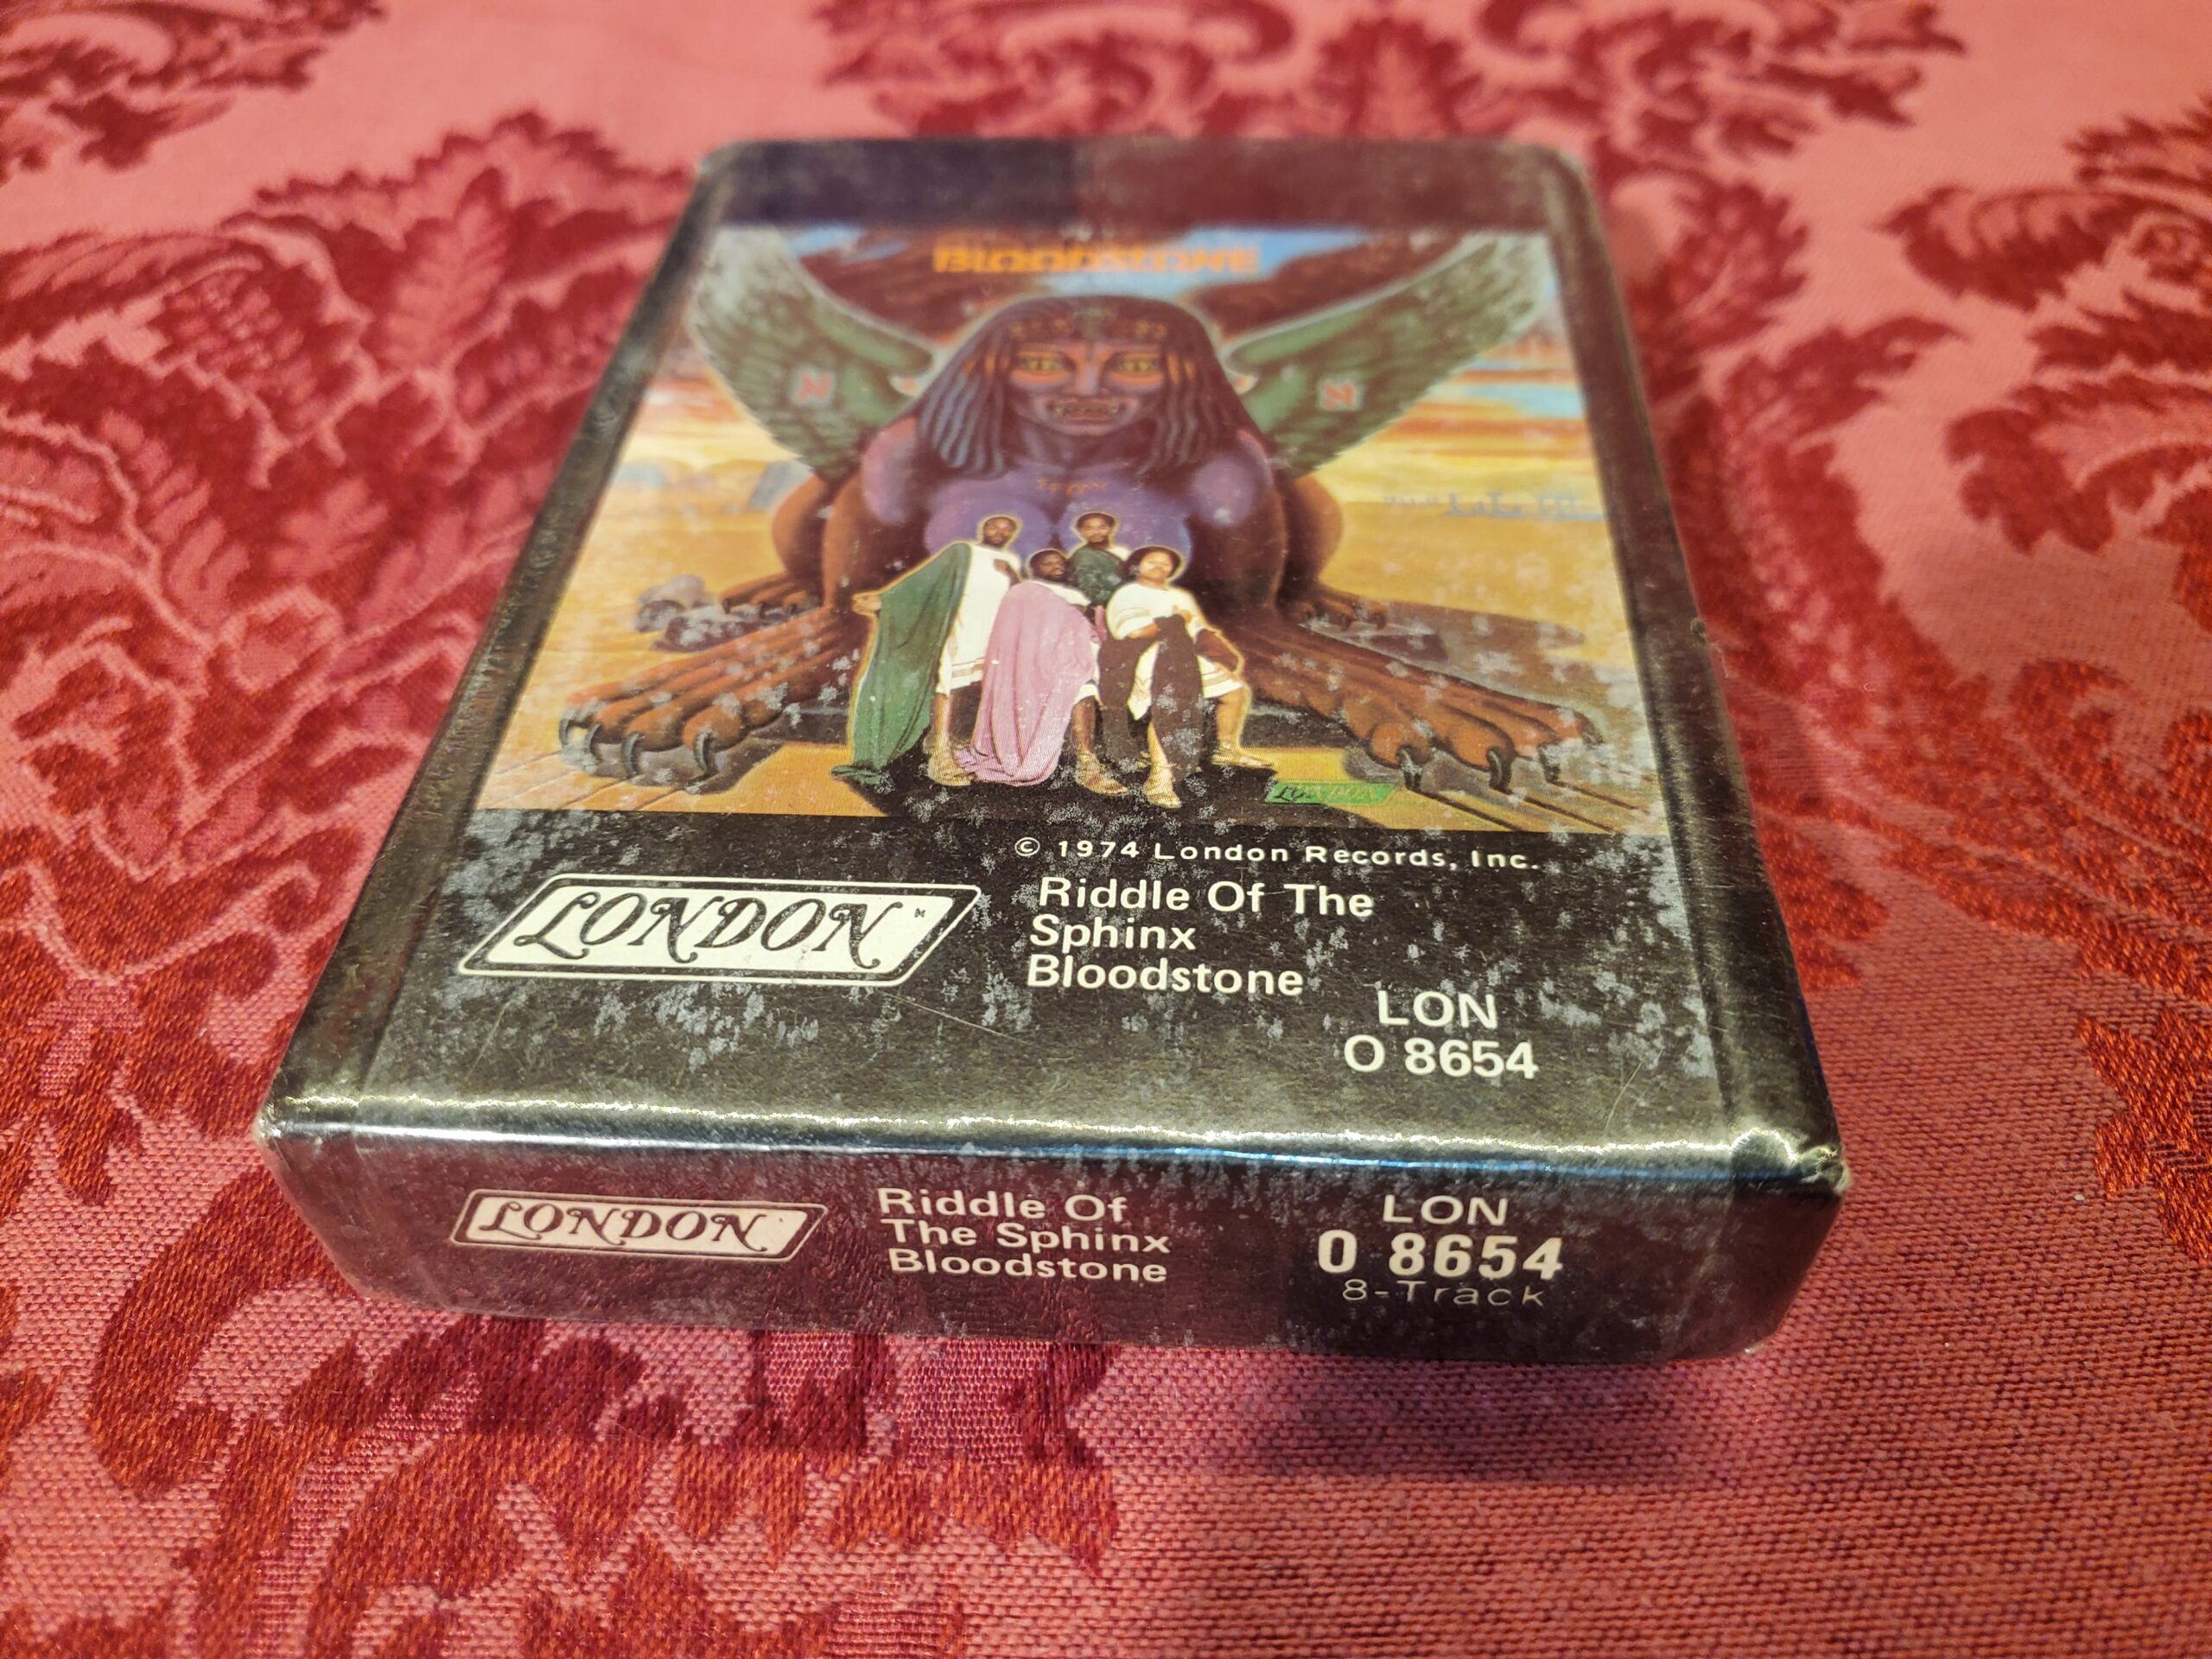 BLOODSTONE
LONDON
© 1974 London Records, Inc.
LONDON
Riddle Of The
Sphinx
Bloodstone
LON
O 8654
LONDON
Riddle Of
The Sphinx
Bloodstone
LON
O 8654
8-Track